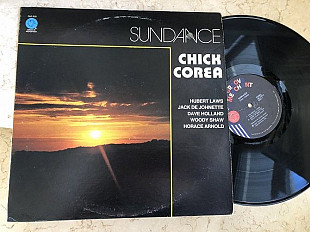 SUNDANCE
CHICK
COREA
HUBERT LAWS
JACK DE JOHNETTE
DAVE HOLLAND
WOODY SHAW
HORACE ARNOLD